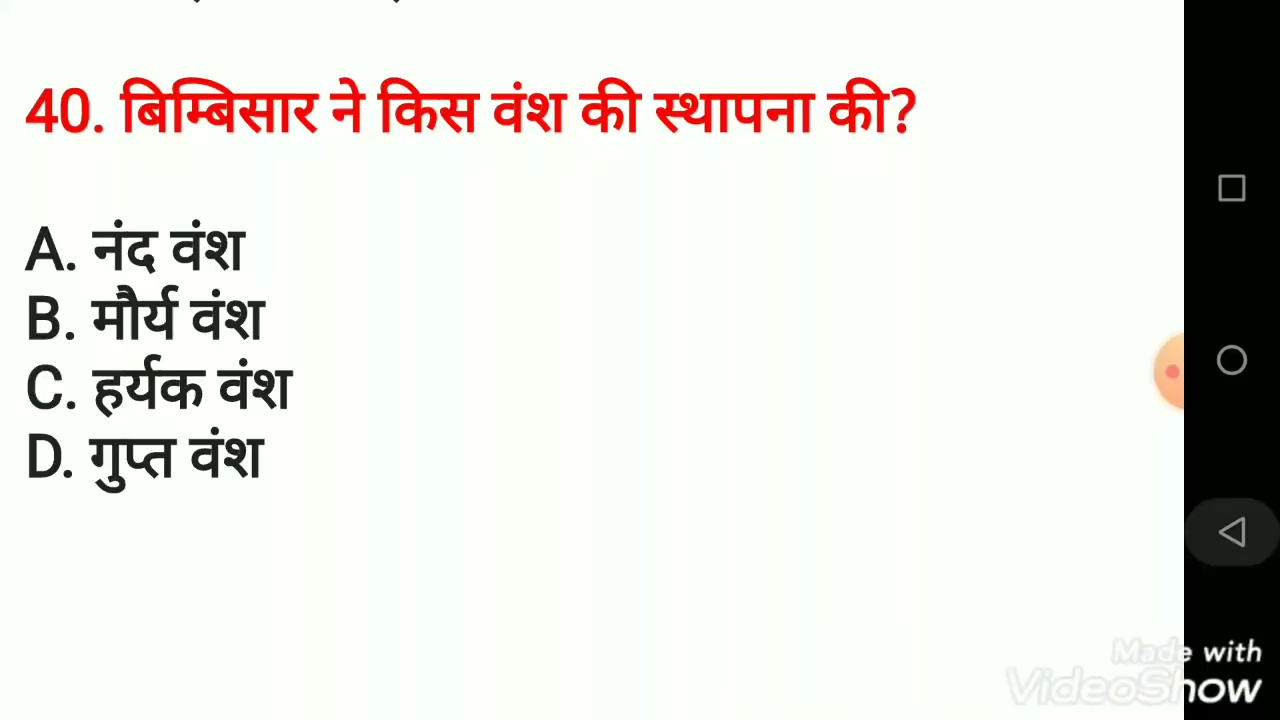 40. बिम्बिसार ने किस वंश की स्थापना की?
A. नंद वंश
B. मौर्य वंश
C. हर्यक वंश
D. गुप्त वंश
Made with
VideoShow